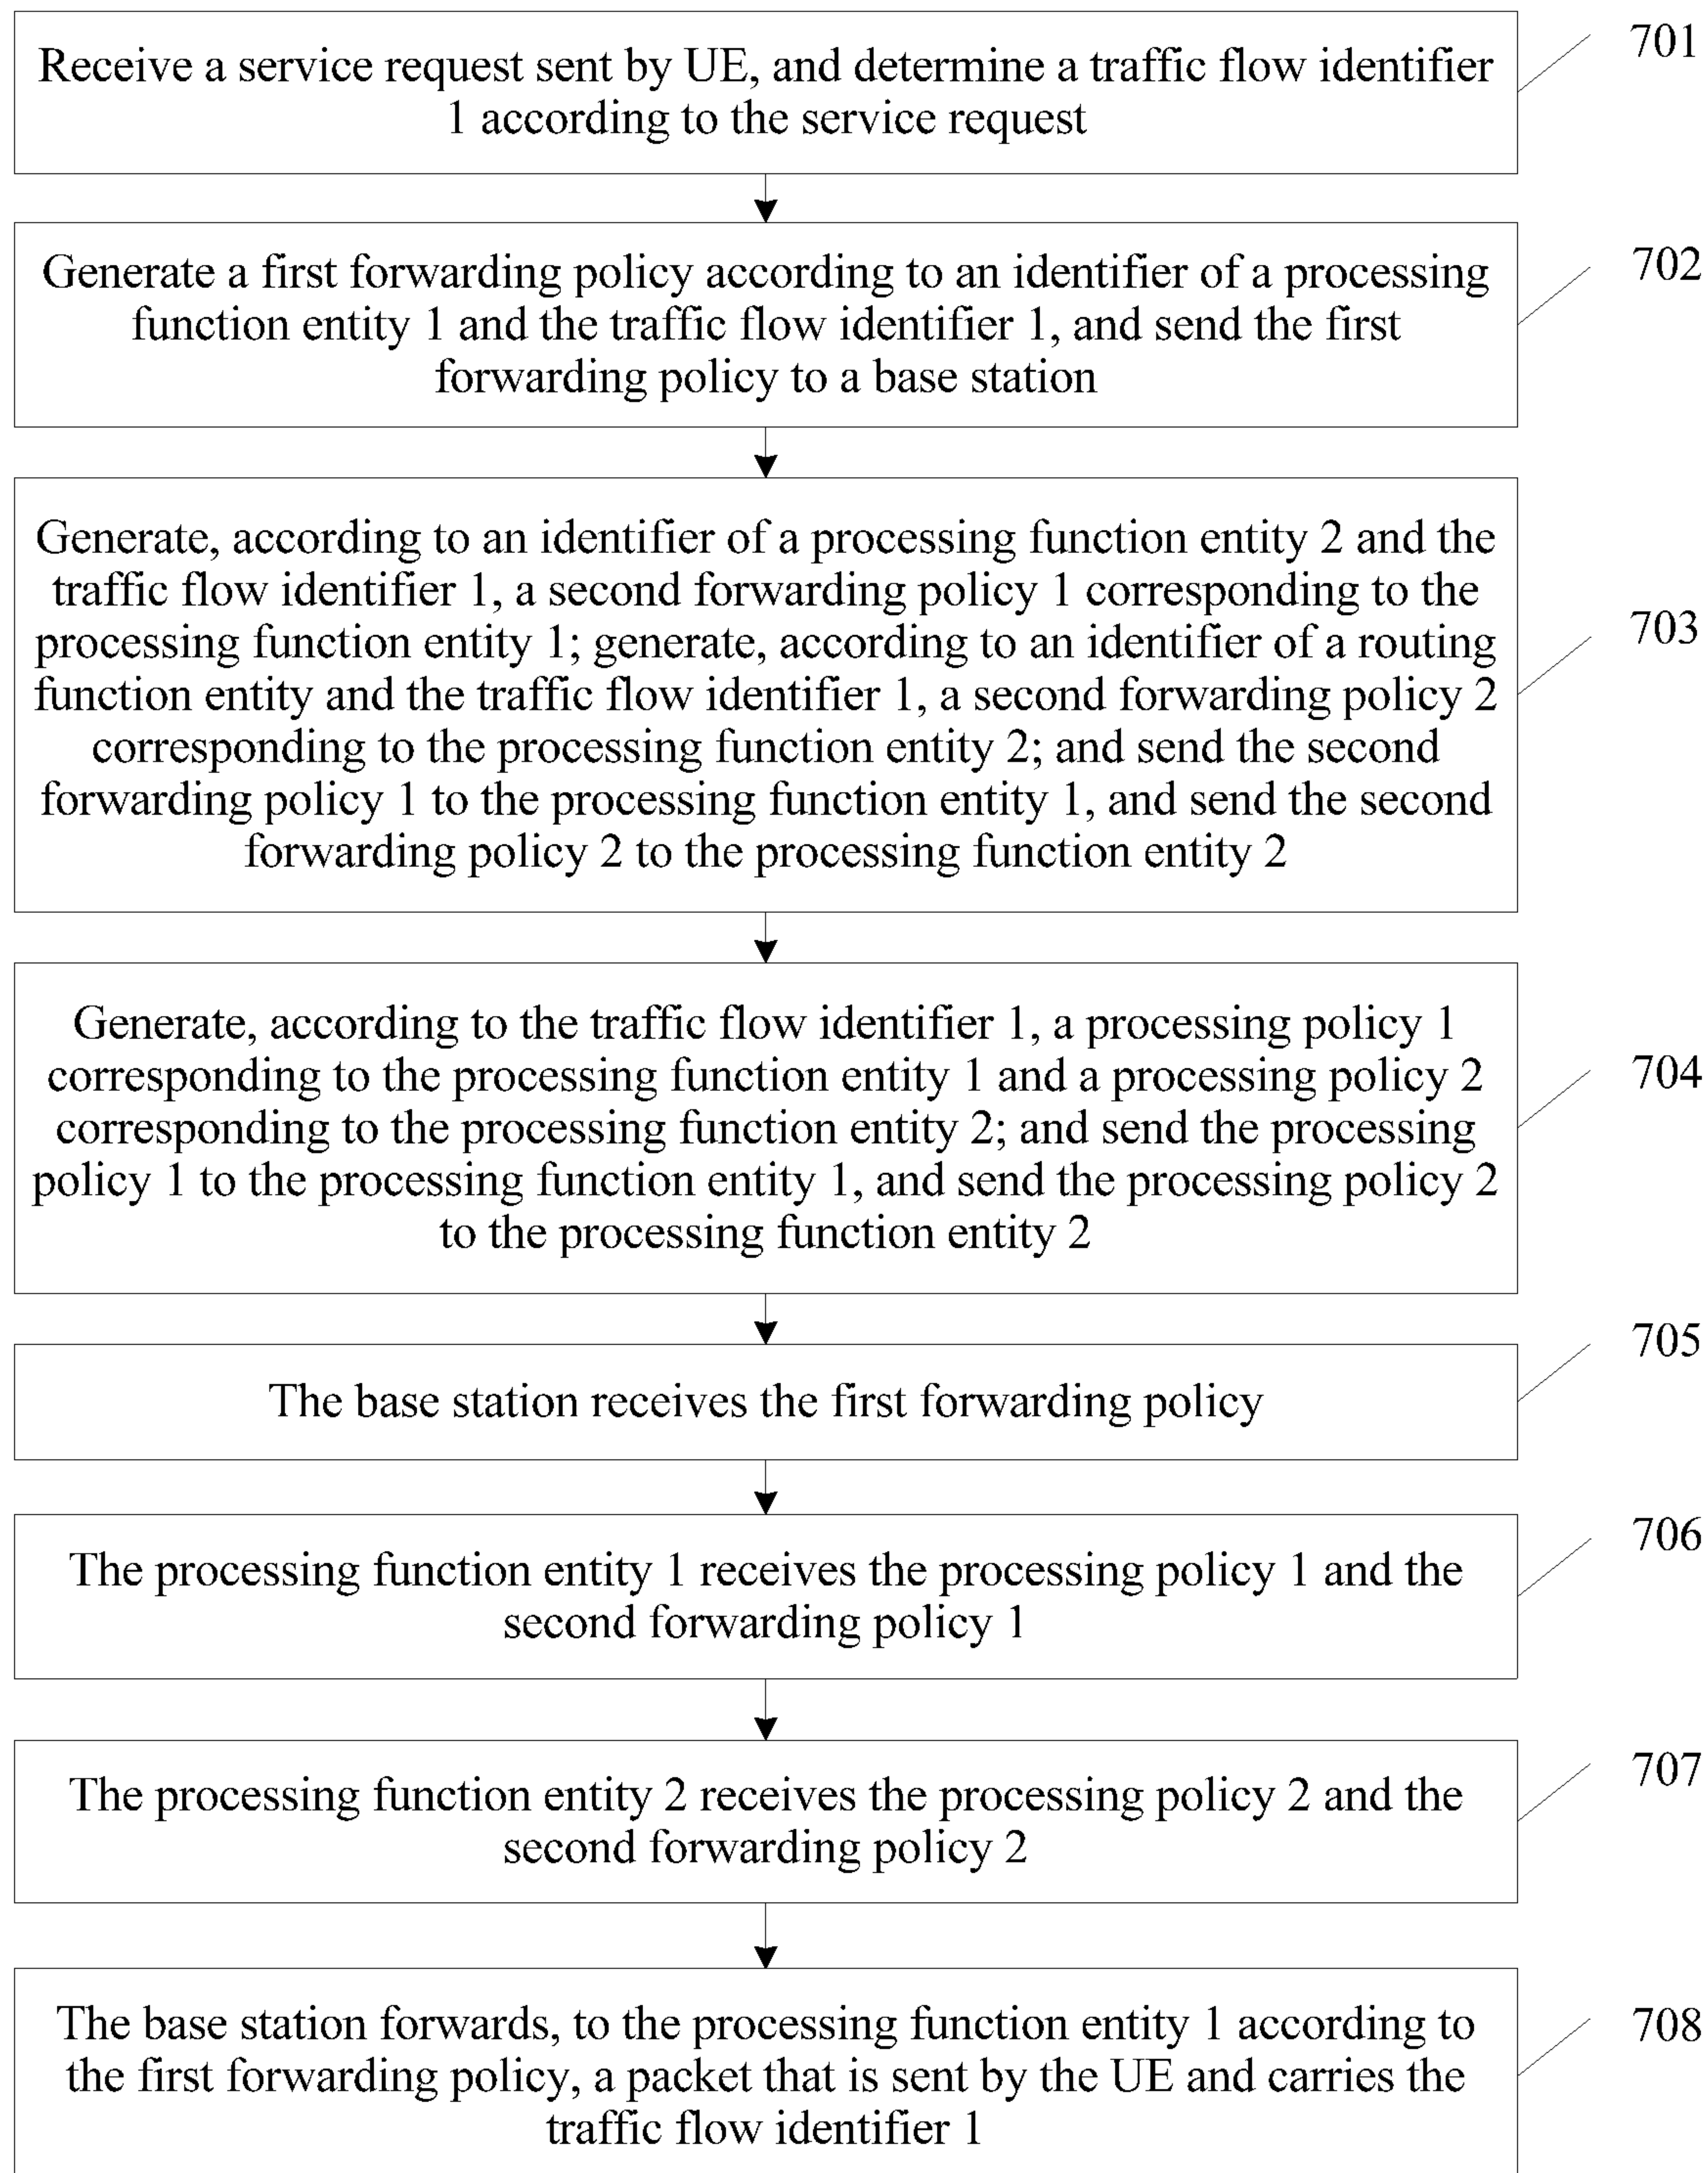 Receive a service request sent by UE, and determine a traffic flow identifier
1 according to the service request
701
Generate a first forwarding policy according to an identifier of a processing
function entity 1 and the traffic flow identifier 1, and send the first
forwarding policy to a base station
702
Generate, according to an identifier of a processing function entity 2 and the
traffic flow identifier 1, a second forwarding policy 1 corresponding to the
processing function entity 1; generate, according to an identifier of a routing
function entity and the traffic flow identifier 1, a second forwarding policy 2
corresponding to the processing function entity 2; and send the second
forwarding policy 1 to the processing function entity 1, and send the second
forwarding policy 2 to the processing function entity 2
703
Generate, according to the traffic flow identifier 1, a processing policy 1
corresponding to the processing function entity 1 and a processing policy 2
corresponding to the processing function entity 2; and send the processing
policy 1 to the processing function entity 1, and send the processing policy 2
to the processing function entity 2
704
The base station receives the first forwarding policy
705
The processing function entity 1 receives the processing policy 1 and the
second forwarding policy 1
706
The processing function entity 2 receives the processing policy 2 and the
second forwarding policy 2
707
The base station forwards, to the processing function entity 1 according to
the first forwarding policy, a packet that is sent by the UE and carries the
traffic flow identifier 1
708